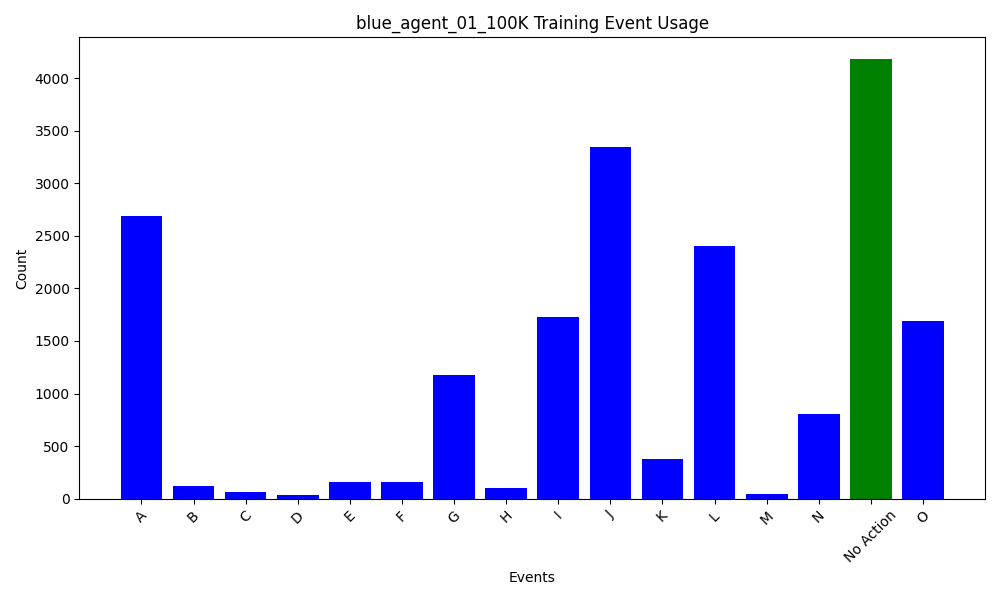 blue_agent_01_100K Training Event Usage
Count
4000
3500
3000
2500
2000
1500
1000
500
0
A
B
C
D
E
F
G
H
I
J
K
L
M
N
No Action
O
Events